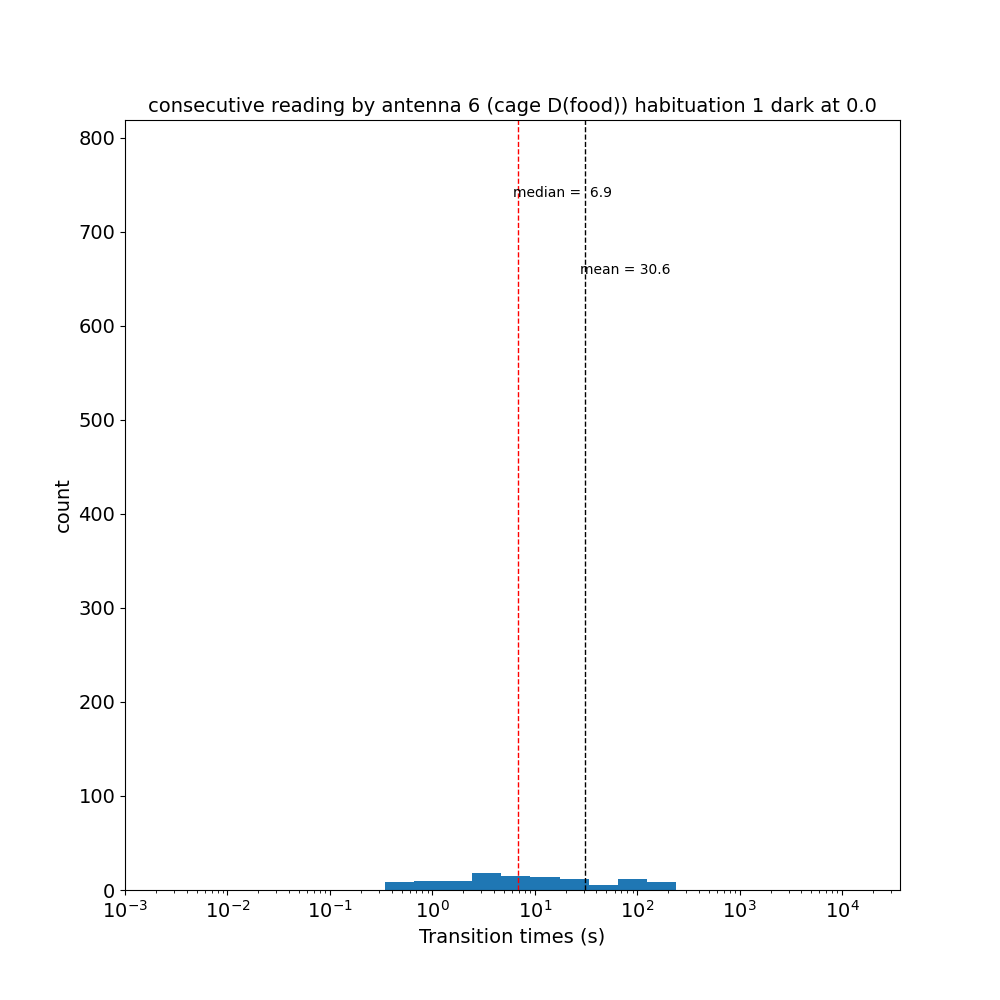 consecutive reading by antenna 6 (cage D(food)) habituation 1 dark at 0.0
800
median =  6.9
700
mean = 30.6
600
500
400
300
200
100
0
count
10⁻³ 10⁻² 10⁻¹ 10⁰ 10¹ 10² 10³ 10⁴
Transition times (s)